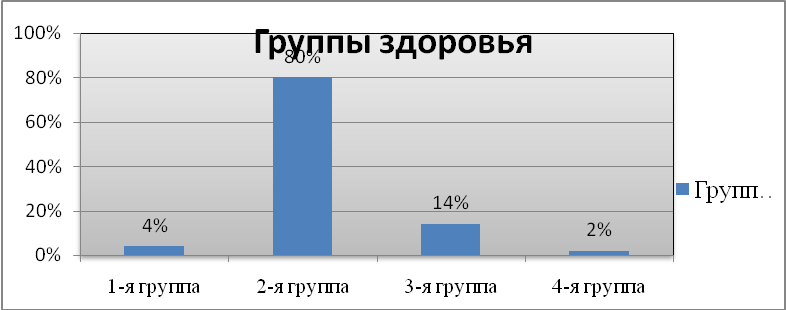 Группы здоровья
100%
80%
60%
40%
20%
0%
4%
80%
14%
2%
1-я группа
2-я группа
3-я группа
4-я группа
Групп..